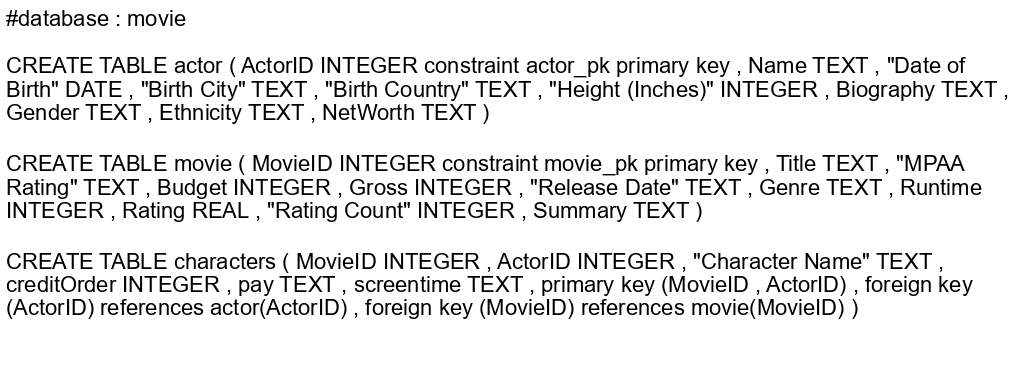 #database : movie
CREATE TABLE actor ( ActorID INTEGER constraint actor_pk primary key , Name TEXT , "Date of
Birth" DATE , "Birth City" TEXT , "Birth Country" TEXT , "Height (Inches)" INTEGER , Biography TEXT ,
Gender TEXT , Ethnicity TEXT , NetWorth TEXT )
CREATE TABLE movie ( MovieID INTEGER constraint movie_pk primary key , Title TEXT , "MPAA
Rating" TEXT , Budget INTEGER , Gross INTEGER , "Release Date" TEXT , Genre TEXT , Runtime
INTEGER , Rating REAL , "Rating Count" INTEGER , Summary TEXT )
CREATE TABLE characters ( MovieID INTEGER , ActorID INTEGER , "Character Name" TEXT ,
creditOrder INTEGER , pay TEXT , screentime TEXT , primary key (MovieID , ActorID) , foreign key
(ActorID) references actor(ActorID) , foreign key (MovieID) references movie(MovieID) )